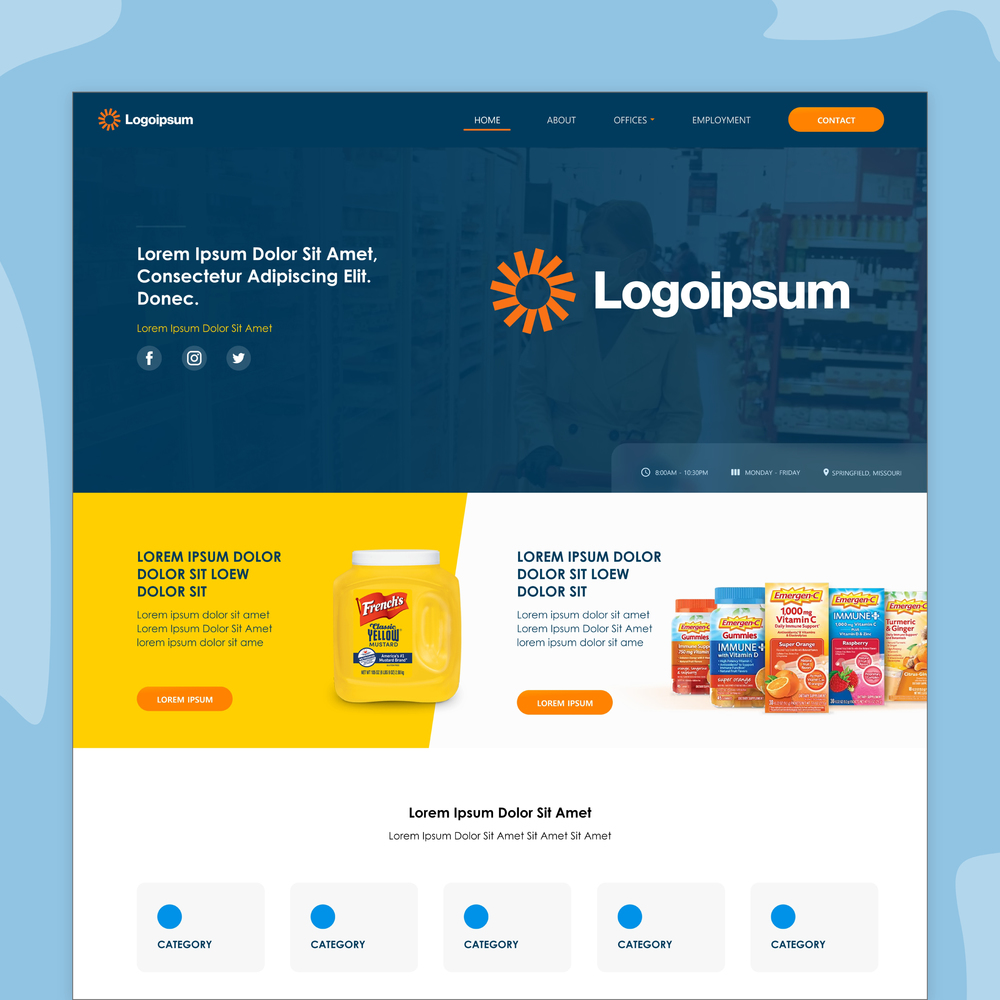 Logoipsum
HOME
ABOUT
OFFICES
EMPLOYMENT
CONTACT
Lorem Ipsum Dolor Sit Amet,
Consectetur Adipiscing Elit.
Donec.
Lorem Ipsum Dolor Sit Amet
Logoipsum
8:00AM - 10:30PM
MONDAY - FRIDAY
SPRINGFIELD, MISSOURI
LOREM IPSUM DOLOR
DOLOR SIT LOEW
DOLOR SIT
Lorem ipsum dolor sit amet
Lorem Ipsum Dolor Sit Amet
lorem ipsum dolor sit ame
LOREM IPSUM
French's
Classic
YELLOW
MUSTARD
America's #1
Mustard Brand
LOREM IPSUM DOLOR
DOLOR SIT LOEW
DOLOR SIT
Lorem ipsum dolor sit amet
Lorem Ipsum Dolor Sit Amet
lorem ipsum dolor sit ame
LOREM IPSUM
Emergen-C
Gummies
Emergen-C
Gummies
IMMUNE+
with Vitamin D
super orange
Emergen-C
1,000mg
Vitamin C
Daily Immune Support
Super Orange
Emergen-C
IMMUNE+
Raspberry
Emergen-C
Turmeric
& Ginger
Lorem Ipsum Dolor Sit Amet
Lorem Ipsum Dolor Sit Amet Sit Amet Sit Amet
CATEGORY
CATEGORY
CATEGORY
CATEGORY
CATEGORY